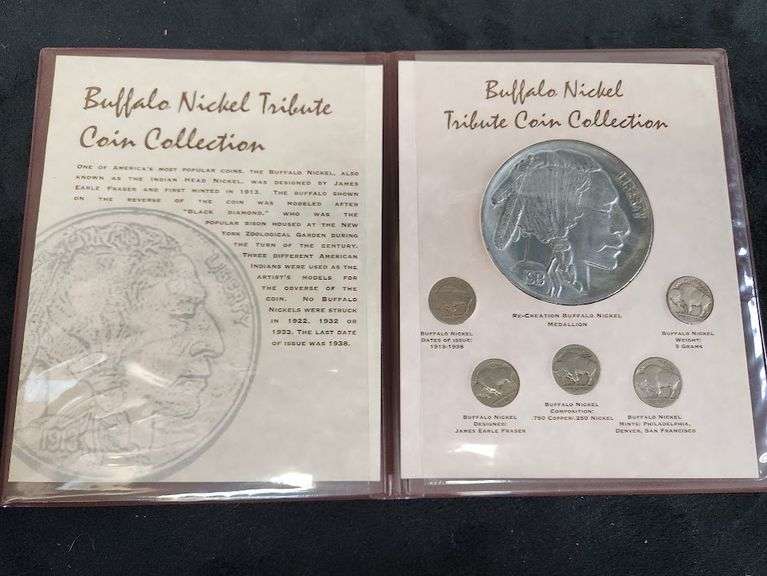 Buffalo Nickel Tribute
Coin Collection
One of America's most popular coins, the Buffalo Nickel, also
known as the Indian Head Nickel, was designed by James
Earle Fraser and first minted in 1913. The buffalo shown
on the reverse of the coin was modeled after
"Black Diamond," who was the
popular bison housed at the New
York Zoological Garden during
the turn of the century.
Three different American
Indians were used as the
artist's models for
the obverse of the
coin. No Buffalo
Nickels were struck
in 1922, 1932 or
1933. The last date
of issue was 1938.
LIBERTY
1913
Buffalo Nickel
Tribute Coin Collection
LIBERTY
Re-Creation Buffalo Nickel
Medallion
Buffalo Nickel
Dates of Issue:
1913-1938
Buffalo Nickel
Weight:
5 Grams
Buffalo Nickel
Designed:
James Earle Fraser
Buffalo Nickel
Composition:
.750 Copper/.250 Nickel
Buffalo Nickel
Mints: Philadelphia,
Denver, San Francisco